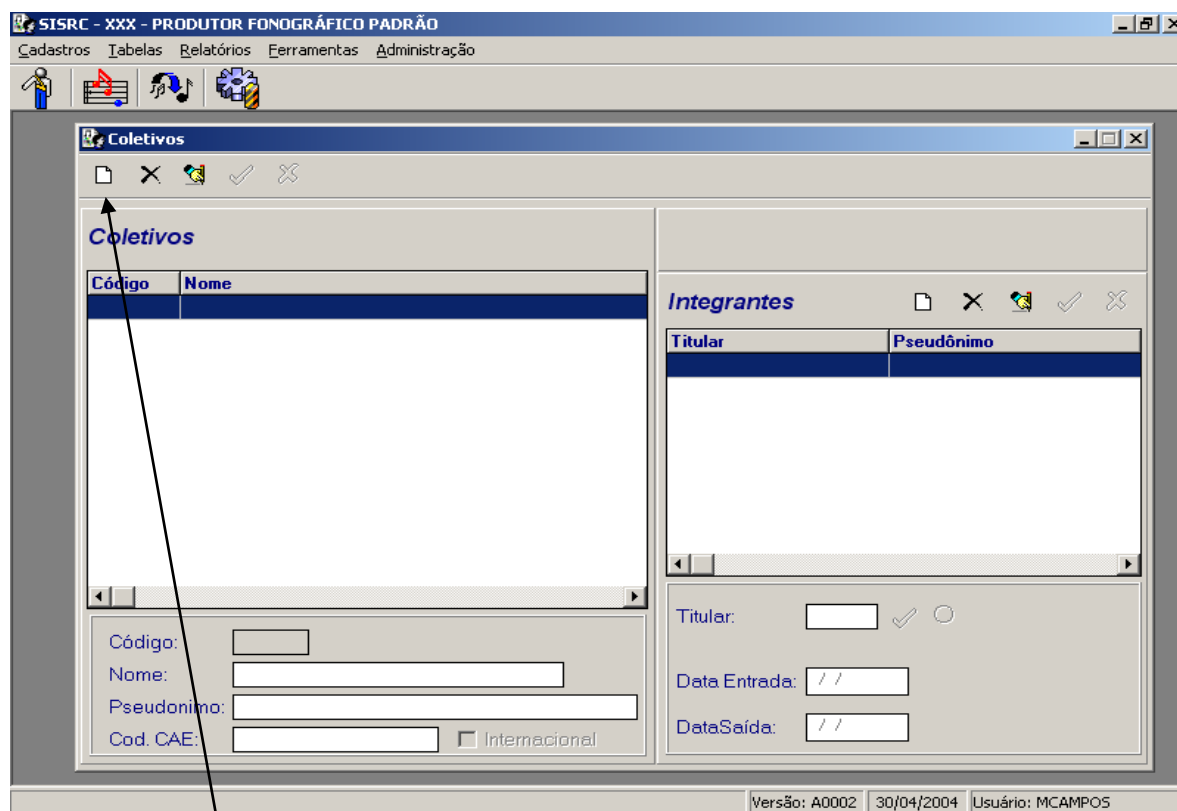 SISRC - XXX - PRODUTOR FONOGRÁFICO PADRÃO
Cadastros Tabelas Relatórios Ferramentas Administração
Coletivos
Coletivos
Código Nome
Integrantes
Titular Pseudônimo
Código:
Nome:
Pseudonimo:
Cod. CAE: Internacional
Titular:
Data Entrada: / /
DataSaída: / /
Versão: A0002 30/04/2004 Usuário: MCAMPOS